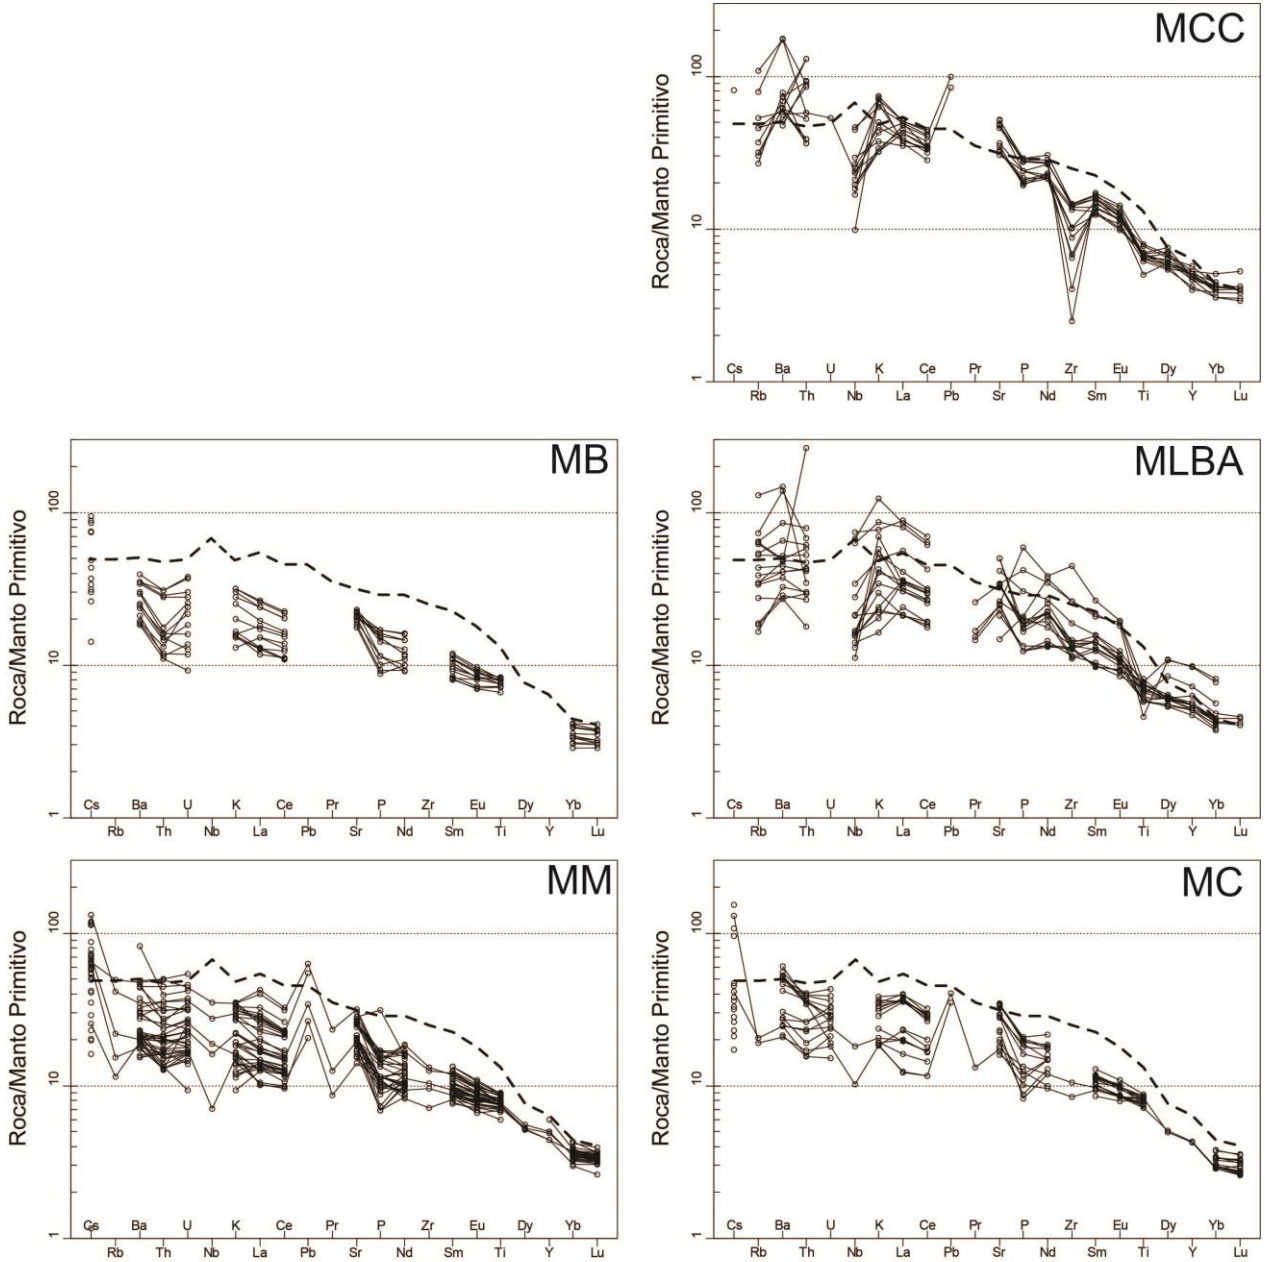 MCC
Roca/Manto Primitivo
100
10
1
Cs Ba U K Ce Pr P Zr Eu Dy Yb
Rb Th Nb La Pb Sr Nd Sm Ti Y Lu
MB
Roca/Manto Primitivo
100
10
1
Cs Ba U K Ce Pr P Zr Eu Dy Yb
Rb Th Nb La Pb Sr Nd Sm Ti Y Lu
MLBA
Roca/Manto Primitivo
100
10
1
Cs Ba U K Ce Pr P Zr Eu Dy Yb
Rb Th Nb La Pb Sr Nd Sm Ti Y Lu
MM
Roca/Manto Primitivo
100
10
1
Cs Ba U K Ce Pr P Zr Eu Dy Yb
Rb Th Nb La Pb Sr Nd Sm Ti Y Lu
MC
Roca/Manto Primitivo
100
10
1
Cs Ba U K Ce Pr P Zr Eu Dy Yb
Rb Th Nb La Pb Sr Nd Sm Ti Y Lu